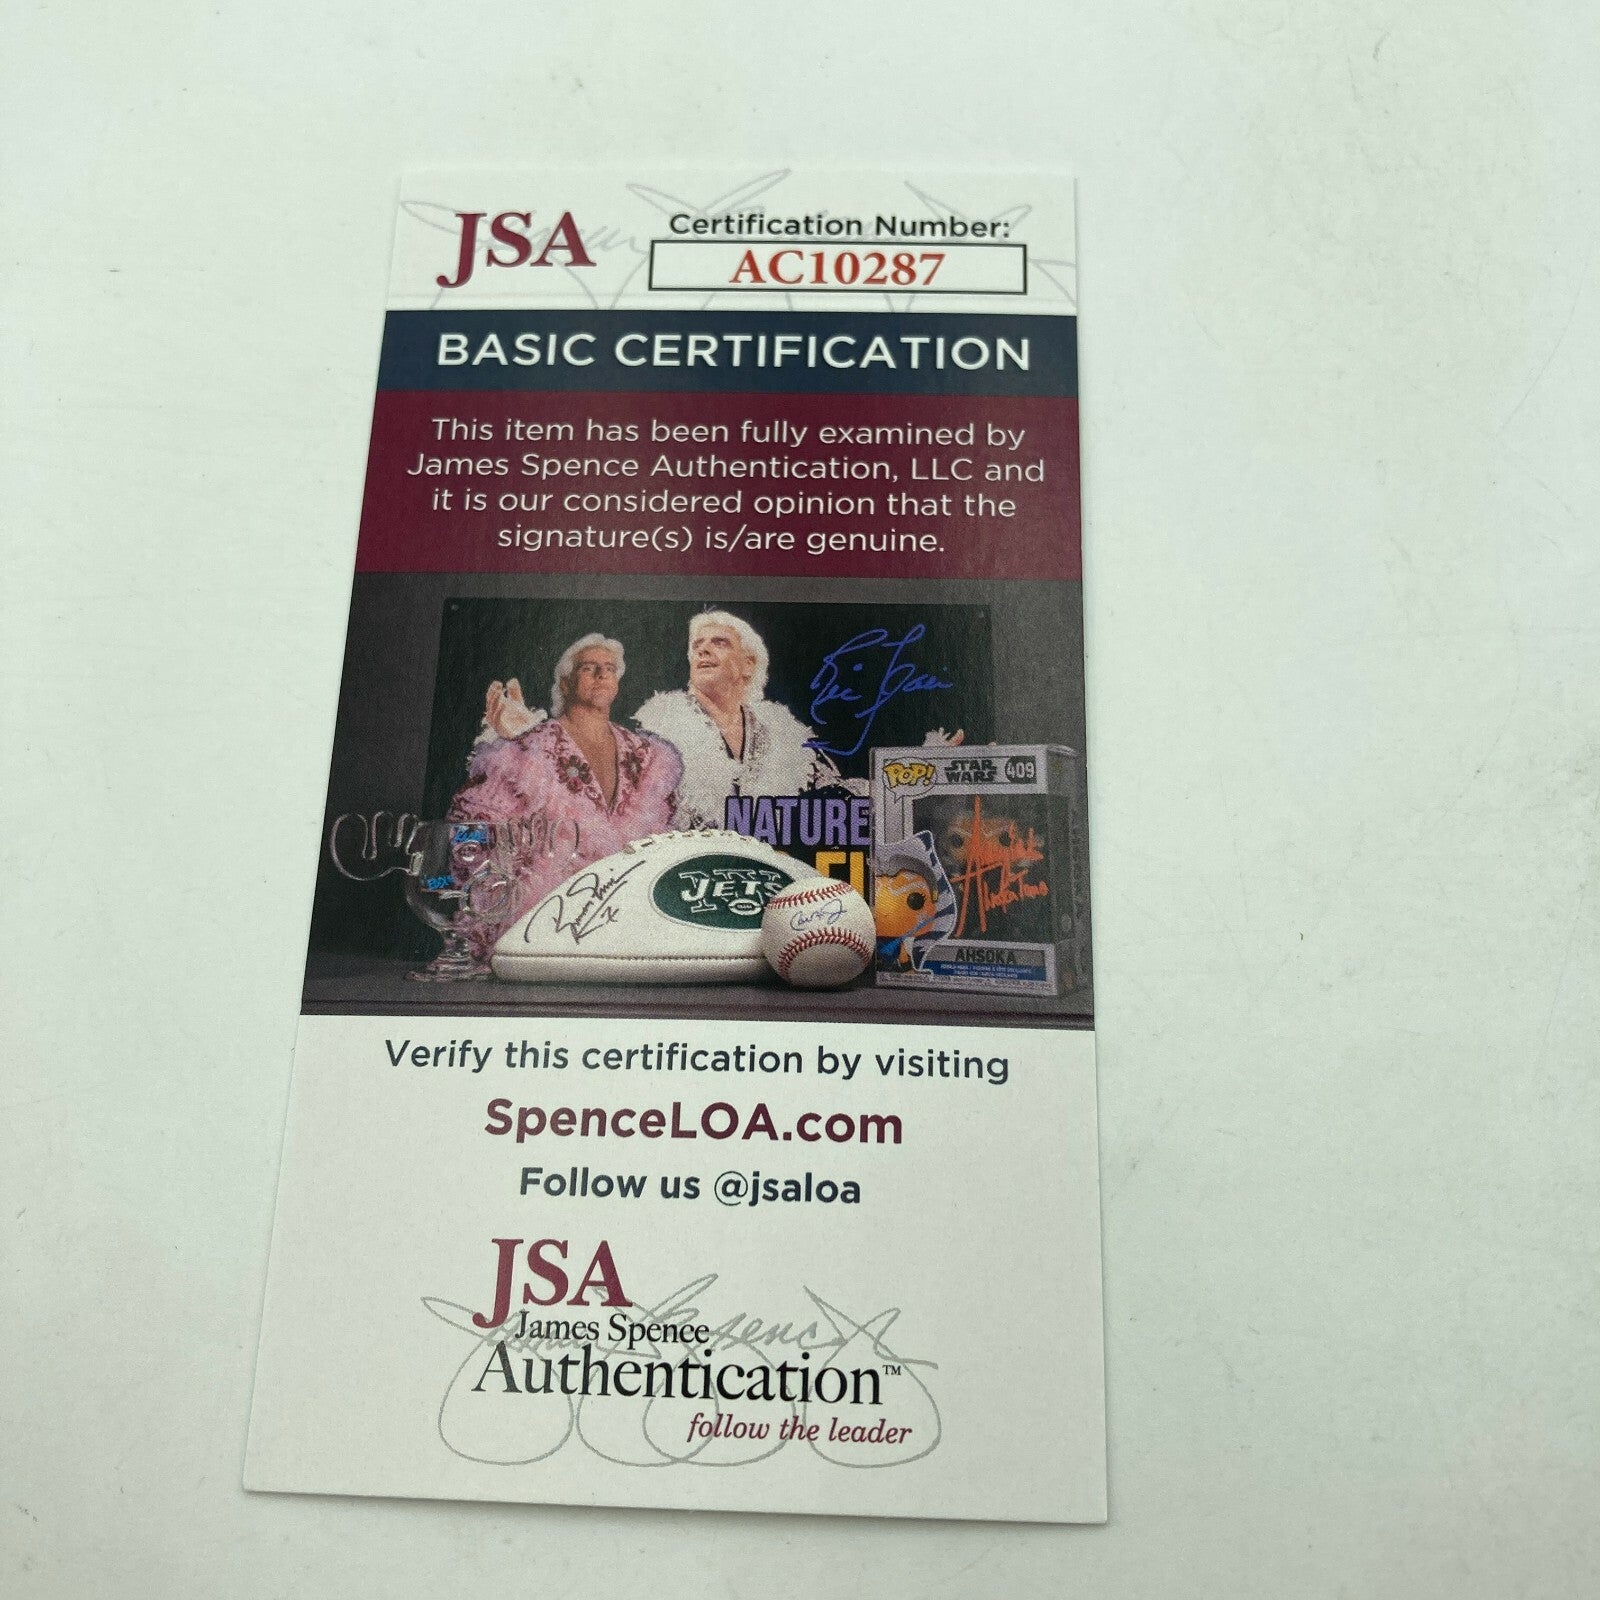 JSA
Certification Number:
AC10287
BASIC CERTIFICATION
This item has been fully examined by
James Spence Authentication, LLC and
it is our considered opinion that the
signature(s) is/are genuine.
POP!
STAR
WARS
409
NATURE
JETS
AHSOKA
Verify this certification by visiting
SpenceLOA.com
Follow us @jsaloa
JSA
James Spence
Authentication™
follow the leader